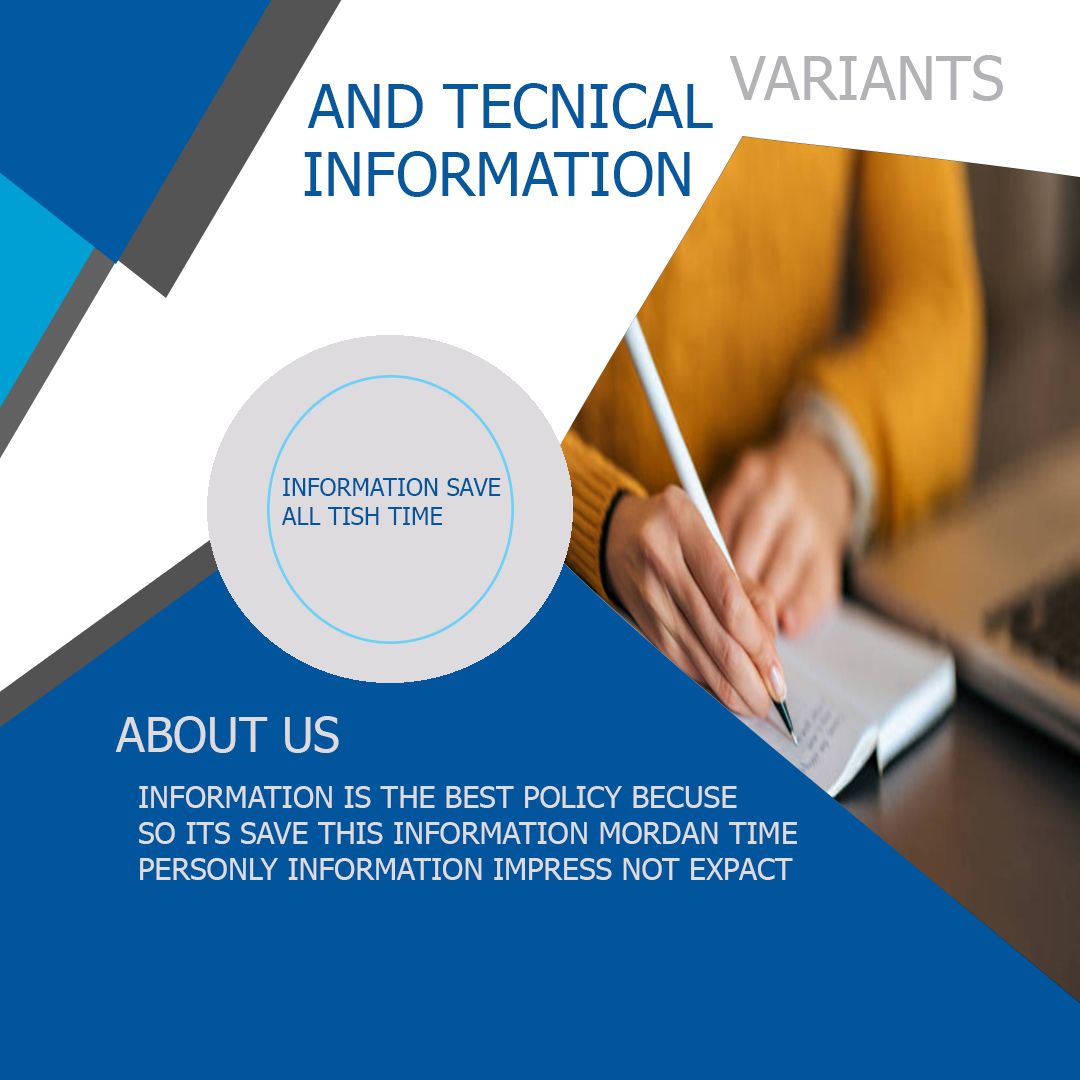 VARIANTS
AND TECNICAL
INFORMATION
INFORMATION SAVE
ALL TISH TIME
ABOUT US
INFORMATION IS THE BEST POLICY BECUSE
SO ITS SAVE THIS INFORMATION MORDAN TIME
PERSONLY INFORMATION IMPRESS NOT EXPACT